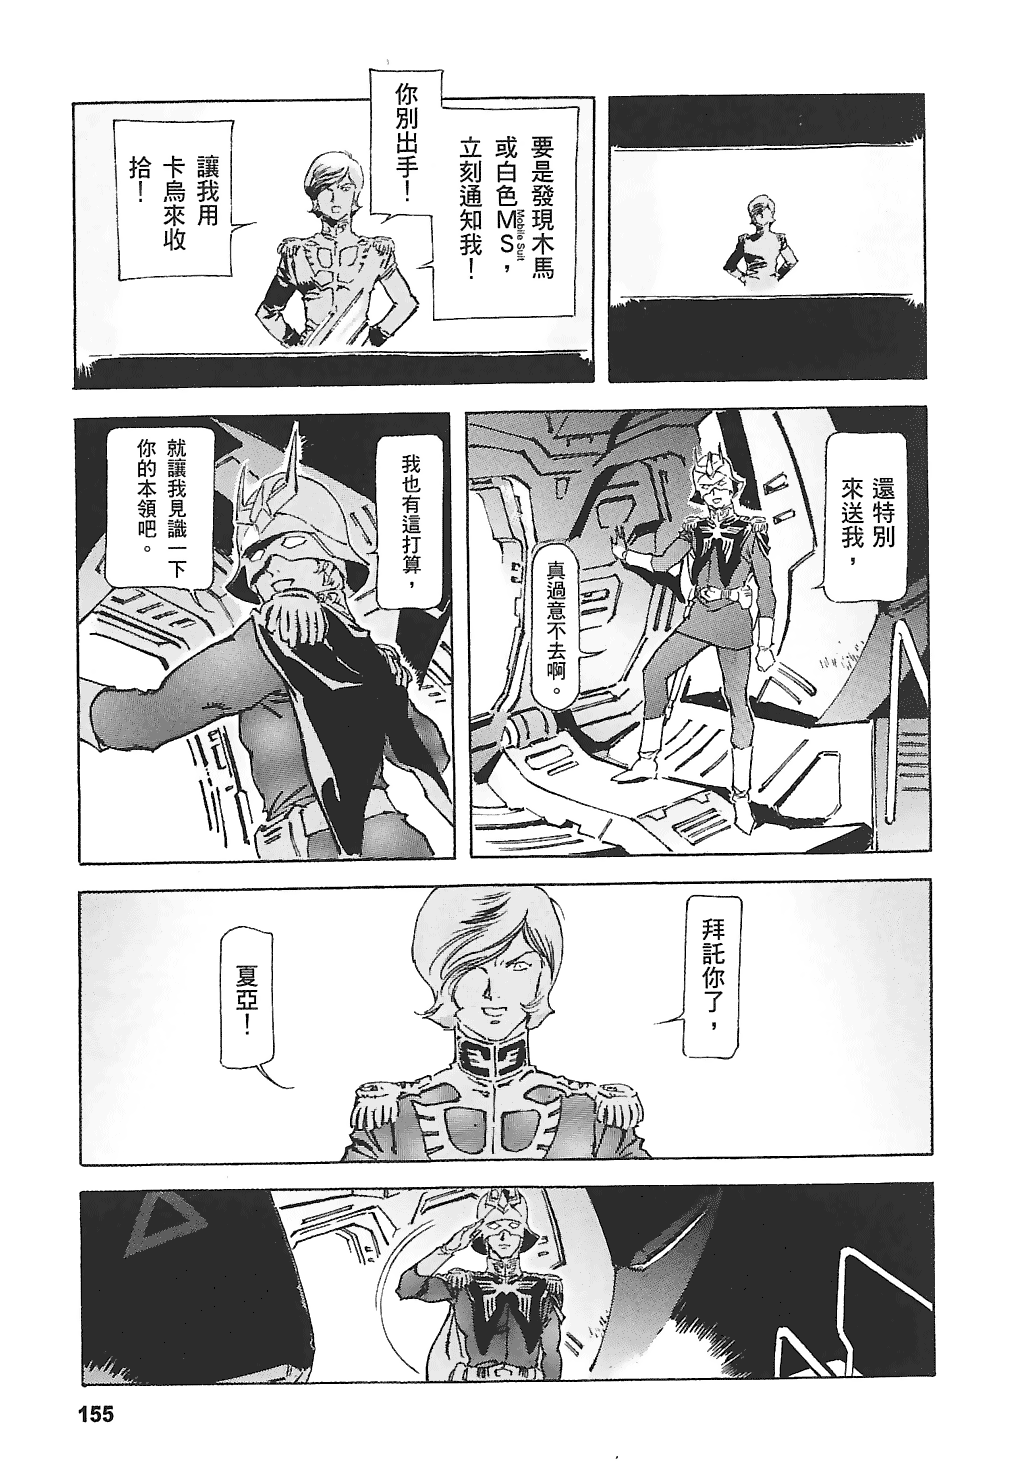 要是發現木馬
或白色MS，
Mobile Suit
立刻通知我！
你別出手！
讓我用
卡烏來收
拾！
還特別
來送我，
真過意不去啊。
我也有這打算，
就讓我見識一下
你的本領吧。
拜託你了，
夏亞！
155